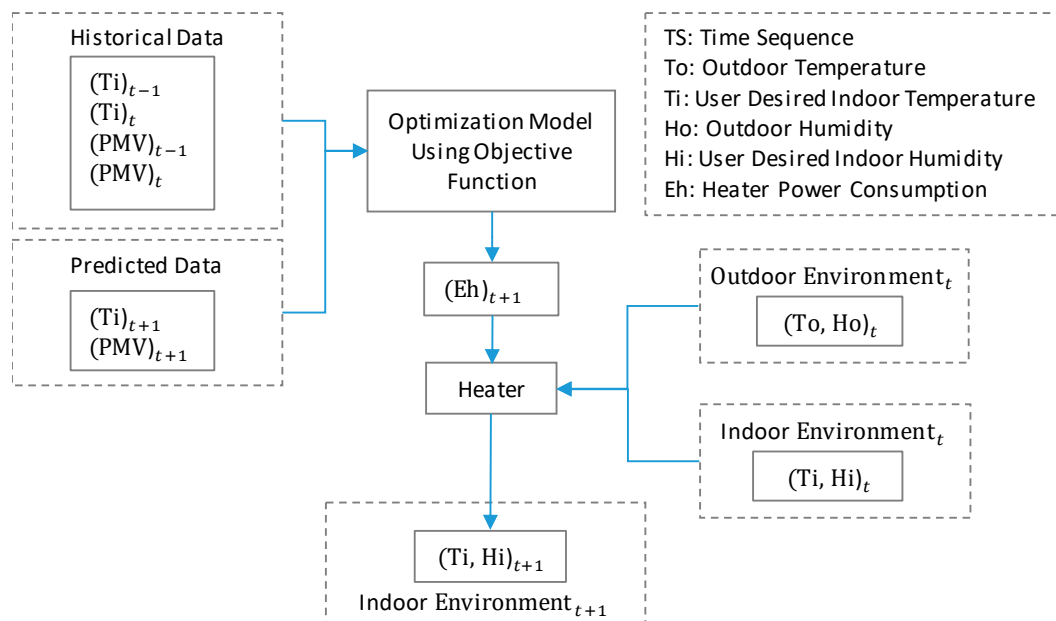 Historical Data
(Ti)t−1
(Ti)t
(PMV)t−1
(PMV)t
Predicted Data
(Ti)t+1
(PMV)t+1
Optimization Model
Using Objective
Function
(Eh)t+1
Heater
(Ti, Hi)t+1
Indoor Environmentt+1
TS: Time Sequence
To: Outdoor Temperature
Ti: User Desired Indoor Temperature
Ho: Outdoor Humidity
Hi: User Desired Indoor Humidity
Eh: Heater Power Consumption
Outdoor Environmentt
(To, Ho)t
Indoor Environmentt
(Ti, Hi)t